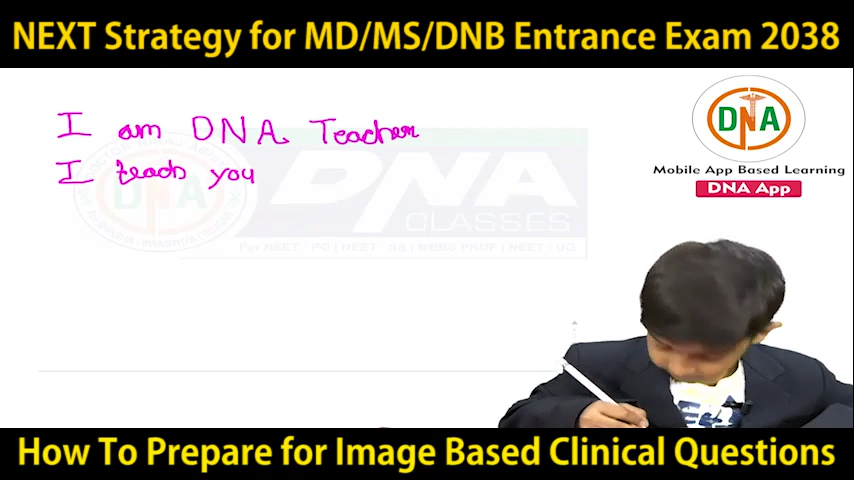 NEXT Strategy for MD/MS/DNB Entrance Exam 2038
I am DNA Teacher
I teach you
DNA
Mobile App Based Learning
DNA App
DNA
DNA
CLASSES
For NEET - PG | NEET - SS | MBBS PROF | NEET - UG
How To Prepare for Image Based Clinical Questions